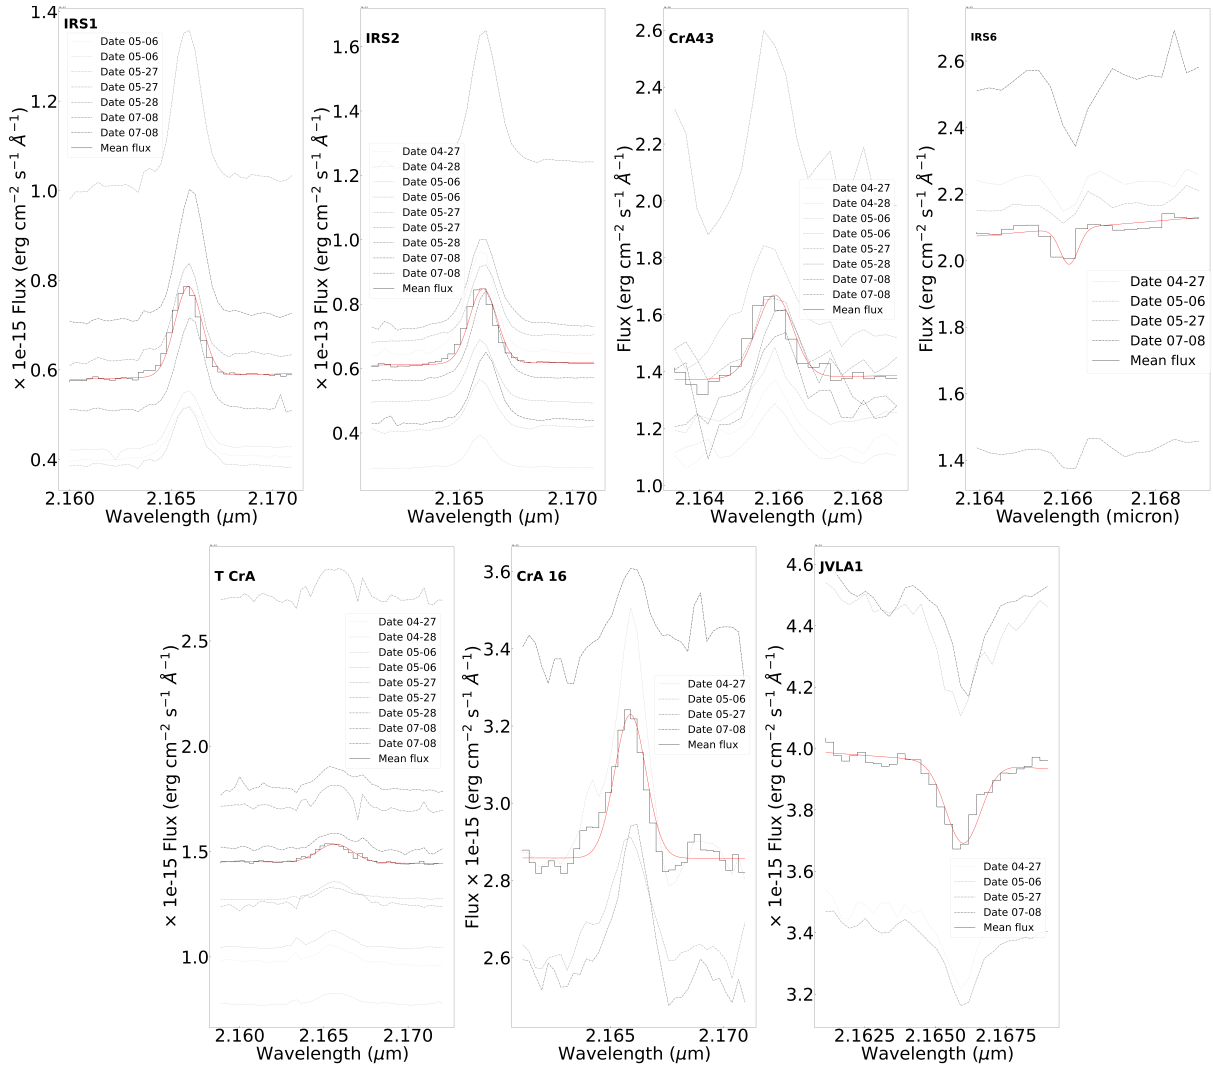 IRS1
Date 05-06
Date 05-06
Date 05-27
Date 05-27
Date 05-28
Date 07-08
Date 07-08
Mean flux
1.4
1.2
1.0
0.8
0.6
0.4
× 1e-15 Flux (erg cm⁻² s⁻¹ Å⁻¹)
2.160
2.165
2.170
Wavelength (μm)
IRS2
Date 04-27
Date 04-28
Date 05-06
Date 05-06
Date 05-27
Date 05-27
Date 05-28
Date 07-08
Date 07-08
Mean flux
1.6
1.4
1.2
1.0
0.8
0.6
0.4
× 1e-13 Flux (erg cm⁻² s⁻¹ Å⁻¹)
2.165
2.170
Wavelength (μm)
CrA43
Date 04-27
Date 04-28
Date 05-06
Date 05-06
Date 05-27
Date 05-28
Date 07-08
Date 07-08
Mean flux
2.6
2.4
2.2
2.0
1.8
1.6
1.4
1.2
1.0
Flux (erg cm⁻² s⁻¹ Å⁻¹)
2.164
2.166
2.168
Wavelength (μm)
IRS6
Date 04-27
Date 05-06
Date 05-27
Date 07-08
Mean flux
2.6
2.4
2.2
2.0
1.8
1.6
1.4
Flux (erg cm⁻² s⁻¹ Å⁻¹)
2.164
2.166
2.168
Wavelength (micron)
T CrA
Date 04-27
Date 04-28
Date 05-06
Date 05-06
Date 05-27
Date 05-27
Date 05-28
Date 07-08
Date 07-08
Mean flux
2.5
2.0
1.5
1.0
× 1e-15 Flux (erg cm⁻² s⁻¹ Å⁻¹)
2.160
2.165
2.170
Wavelength (μm)
CrA 16
Date 04-27
Date 05-06
Date 05-27
Date 07-08
Mean flux
3.6
3.4
3.2
3.0
2.8
2.6
Flux × 1e-15 (erg cm⁻² s⁻¹ Å⁻¹)
2.165
2.170
Wavelength (μm)
JVLA1
Date 04-27
Date 05-06
Date 05-27
Date 07-08
Mean flux
4.6
4.4
4.2
4.0
3.8
3.6
3.4
3.2
× 1e-15 Flux (erg cm⁻² s⁻¹ Å⁻¹)
2.1625
2.1650
2.1675
Wavelength (μm)